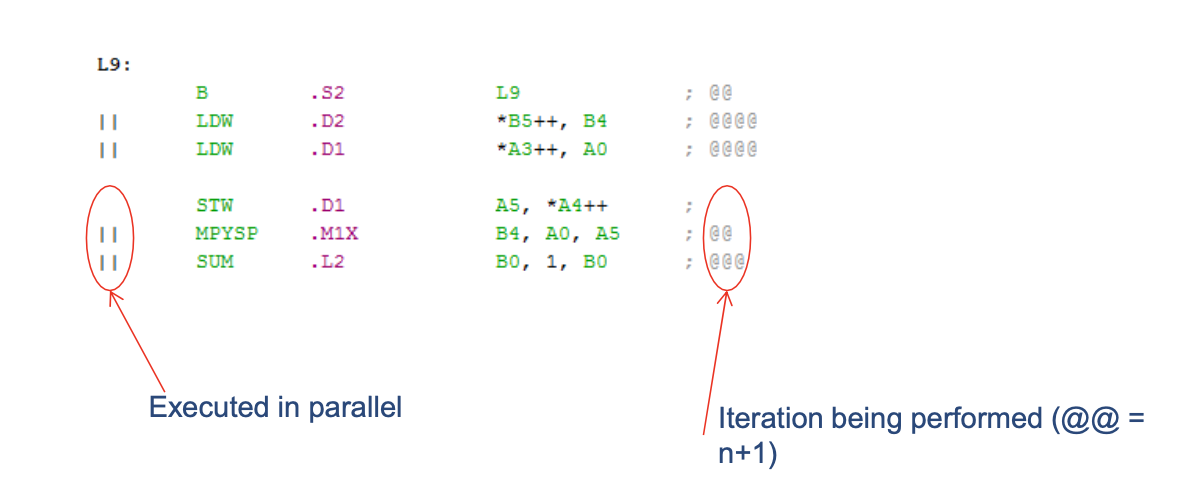 L9:
B .S2 L9 ; @@
|| LDW .D2 *B5++, B4 ; @@@@
|| LDW .D1 *A3++, A0 ; @@@@
STW .D1 A5, *A4++ ;
|| MPYSP .M1X B4, A0, A5 ; @@
|| SUM .L2 B0, 1, B0 ; @@@
Executed in parallel
Iteration being performed (@@ =
n+1)